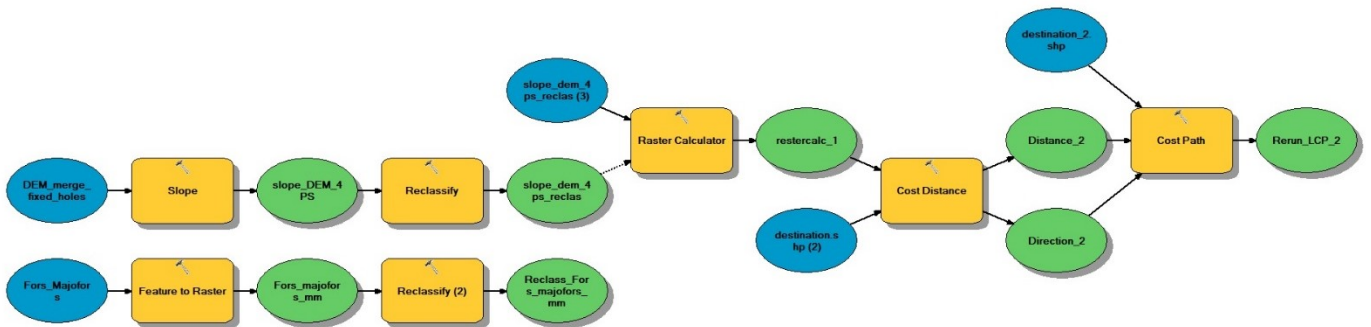 destination_2.
shp
slope_dem_4
ps_reclas (3)
Raster Calculator
restercalc_1
Distance_2
Cost Path
Rerun_LCP_2
DEM_merge_
fixed_holes
Slope
slope_DEM_4
PS
Reclassify
slope_dem_4
ps_reclas
Cost Distance
destination.s
hp (2)
Direction_2
Fors_Majofor
s
Feature to Raster
Fors_majofor
s_mm
Reclassify (2)
Reclass_For
s_majofors_
mm